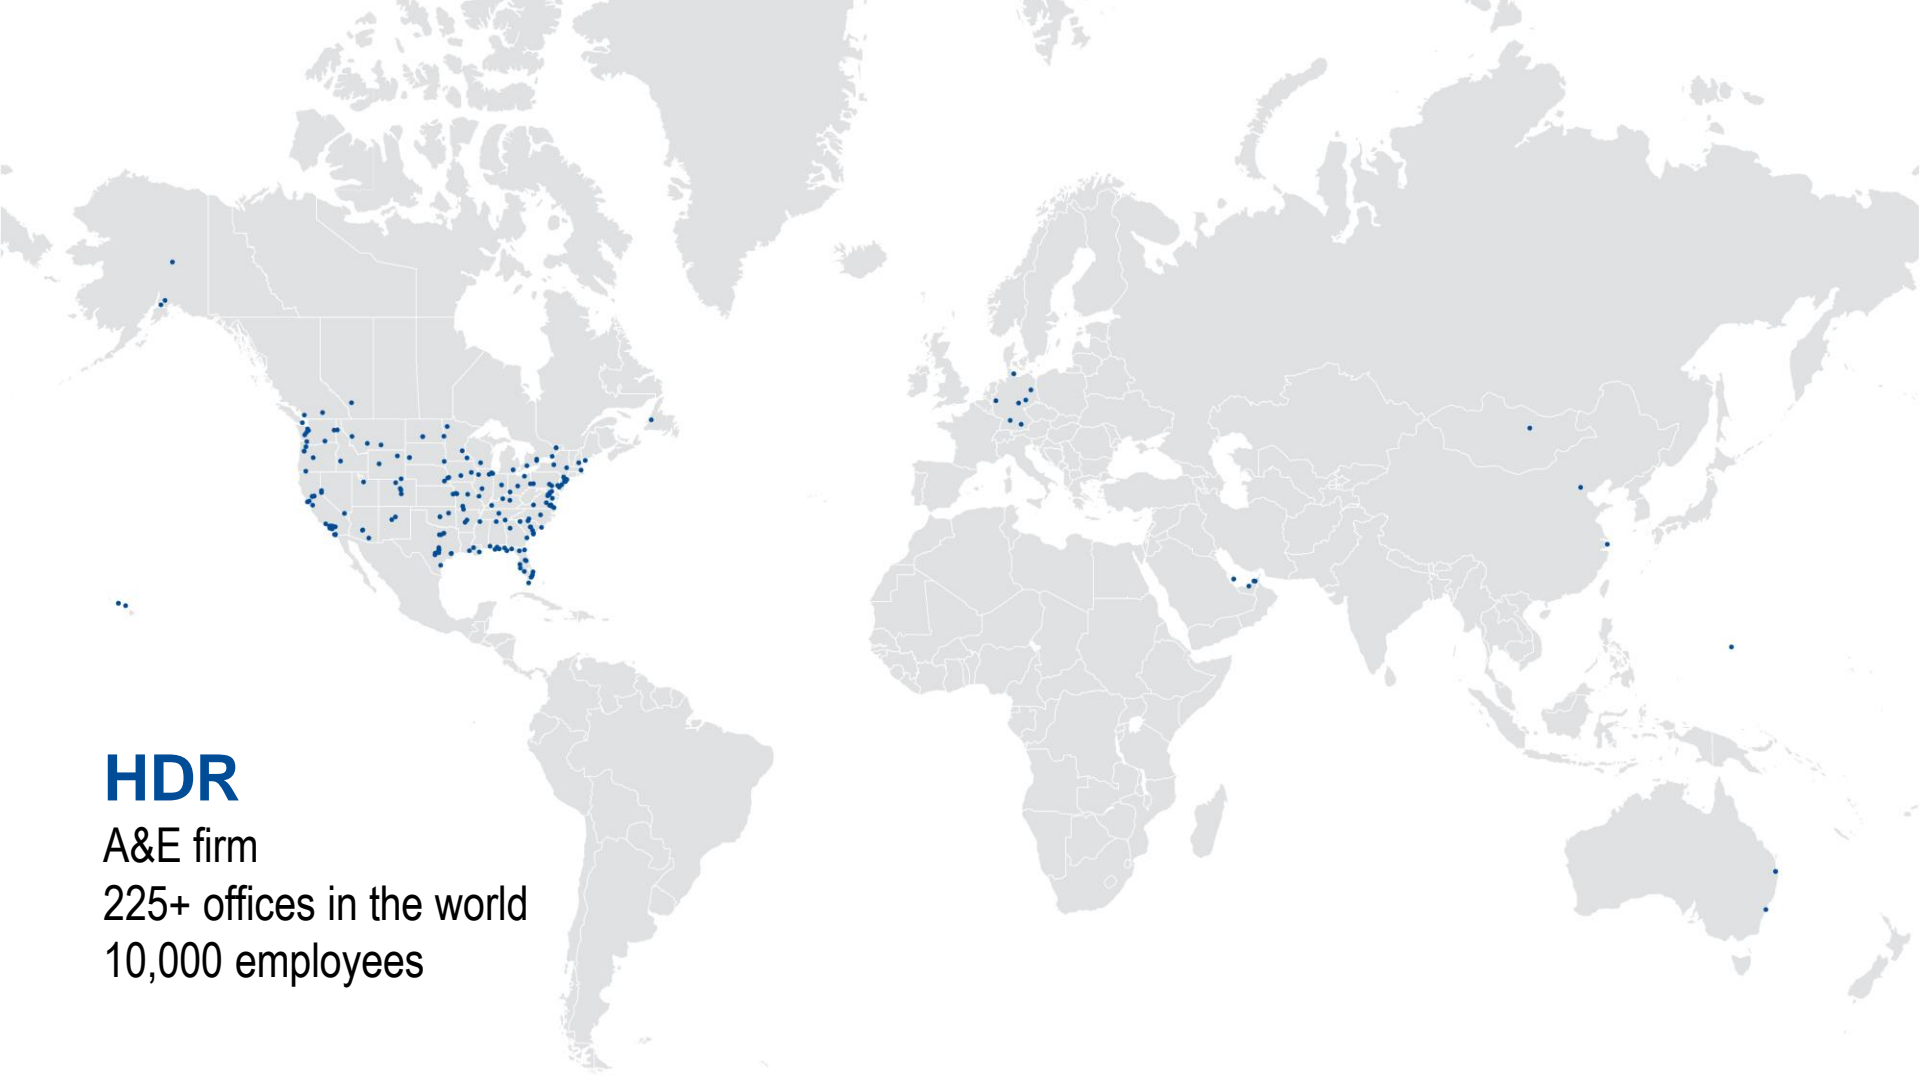 HDR
A&E firm
225+ offices in the world
10,000 employees